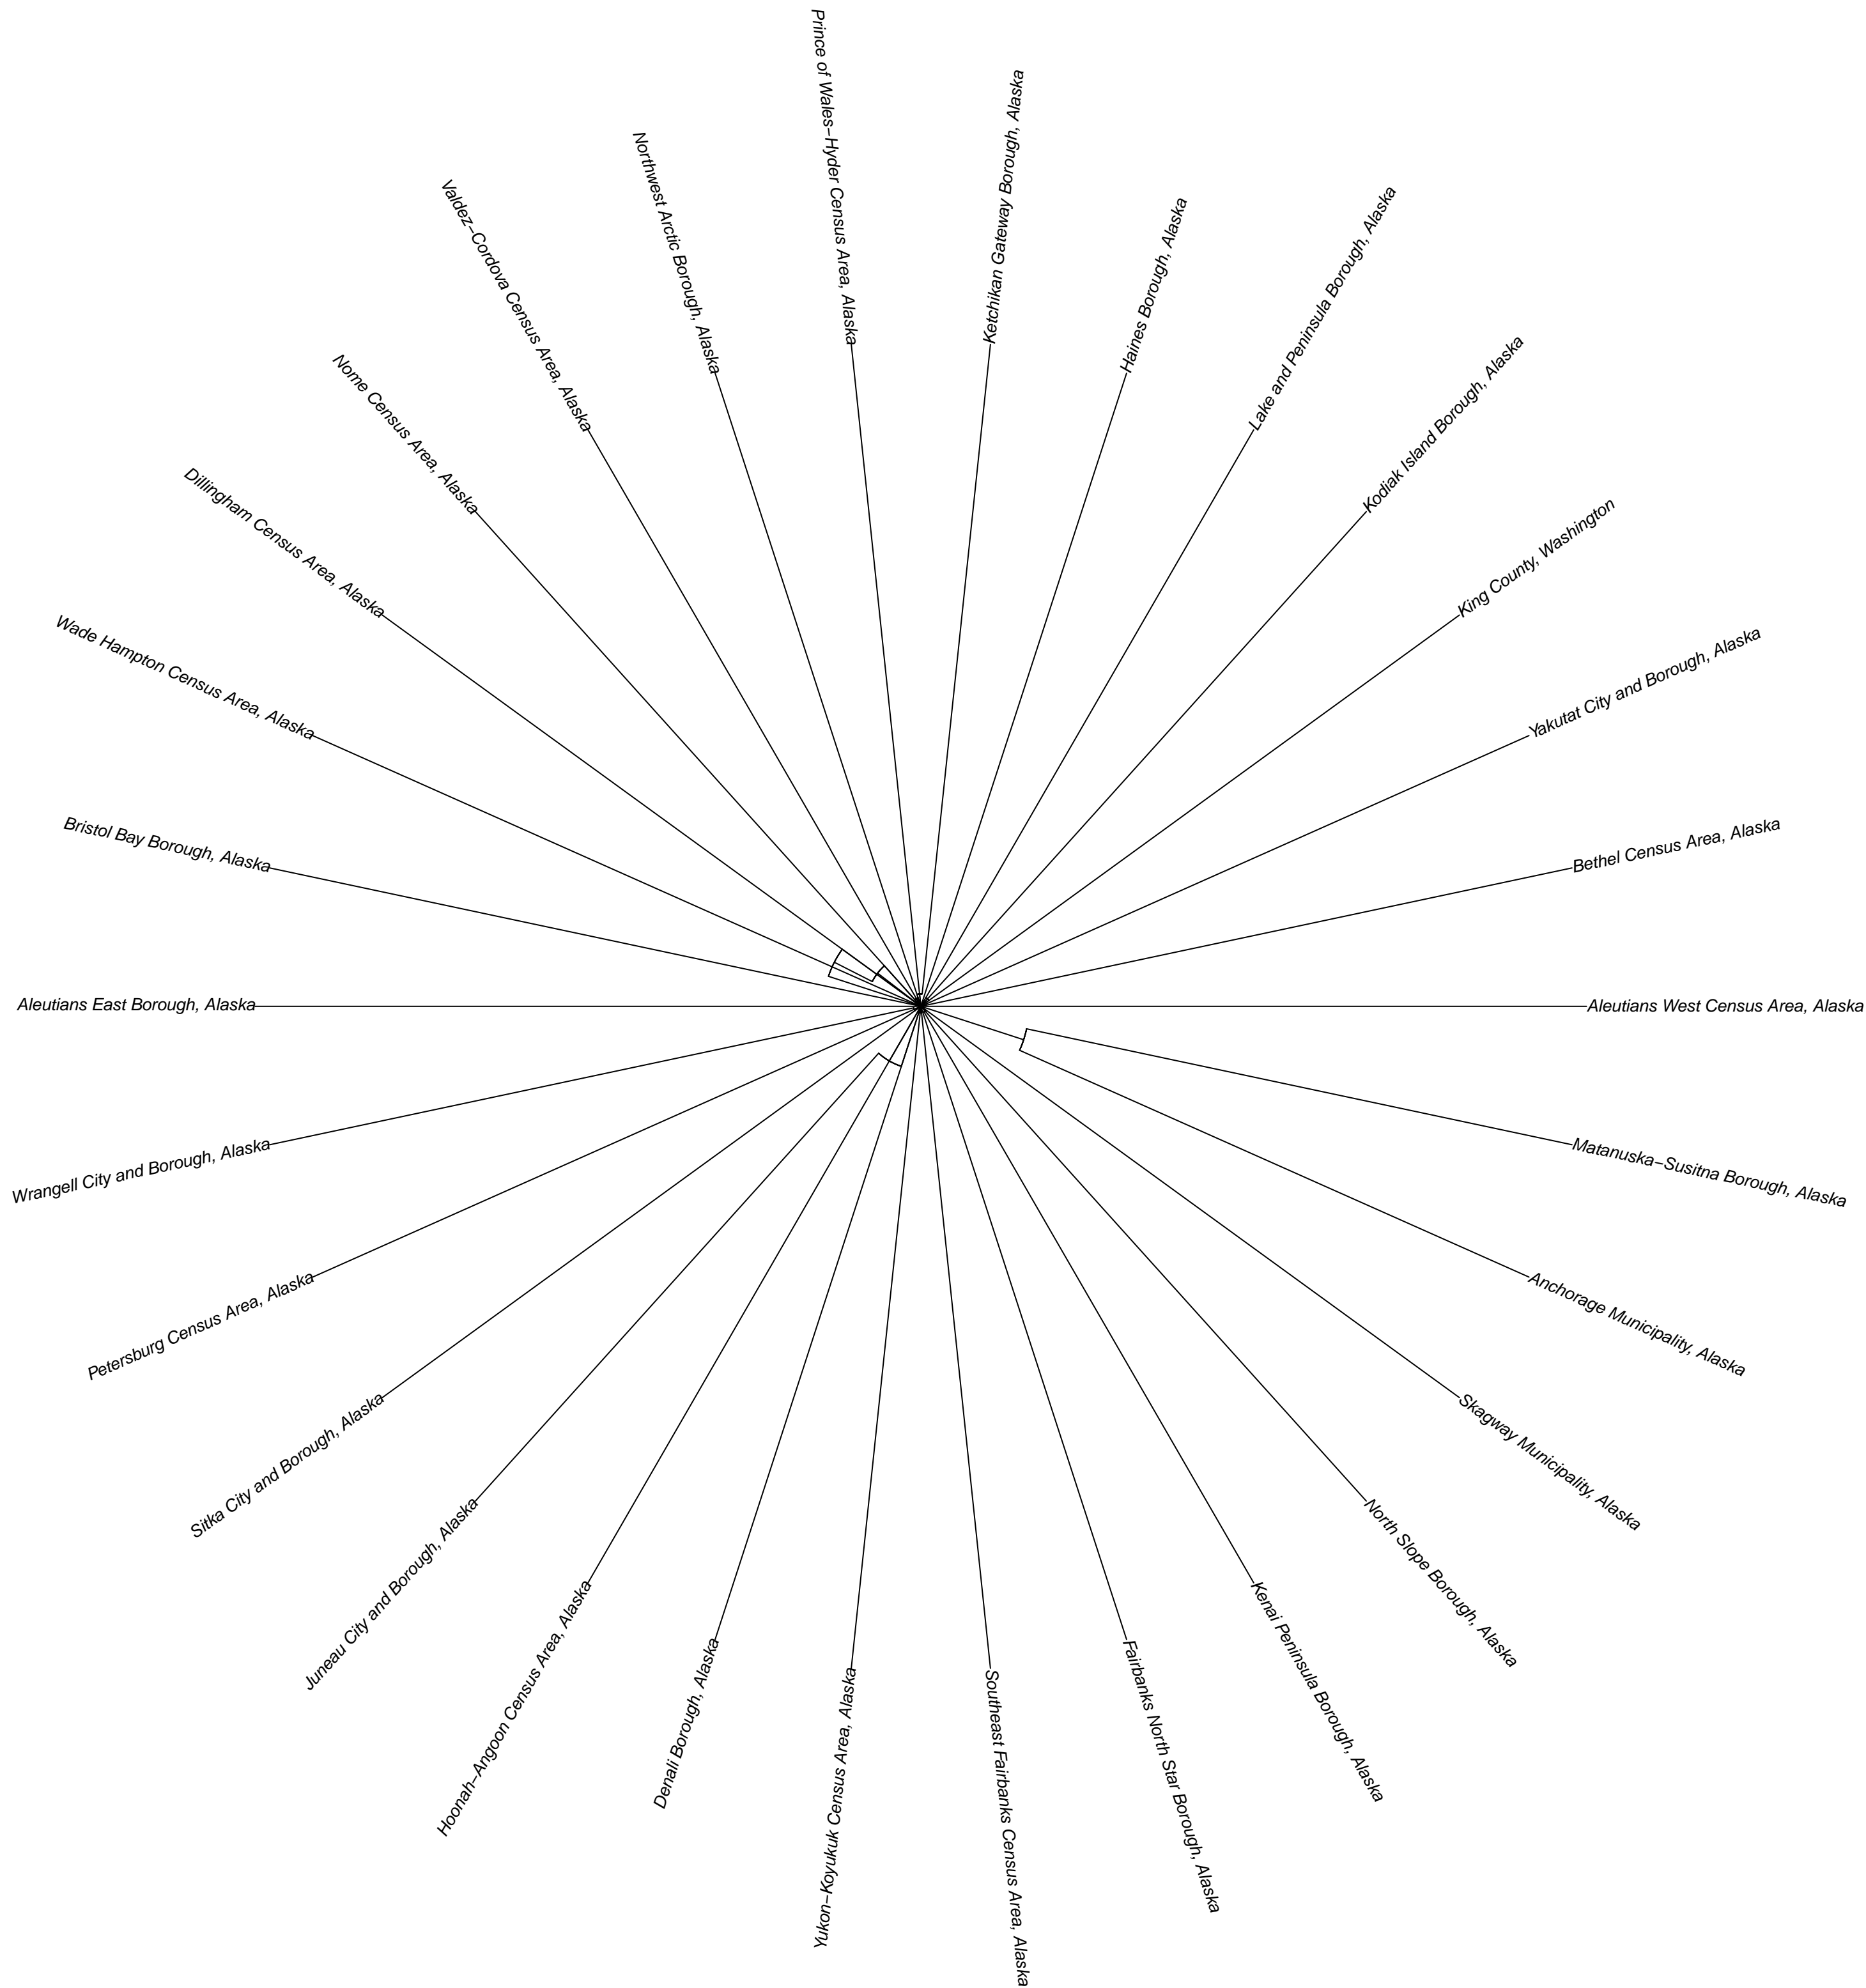 Prince of Wales−Hyder Census Area, Alaska
Ketchikan Gateway Borough, Alaska
Haines Borough, Alaska
Lake and Peninsula Borough, Alaska
Kodiak Island Borough, Alaska
King County, Washington
Yakutat City and Borough, Alaska
Bethel Census Area, Alaska
Aleutians West Census Area, Alaska
Matanuska−Susitna Borough, Alaska
Anchorage Municipality, Alaska
Skagway Municipality, Alaska
North Slope Borough, Alaska
Kenai Peninsula Borough, Alaska
Fairbanks North Star Borough, Alaska
Southeast Fairbanks Census Area, Alaska
Yukon−Koyukuk Census Area, Alaska
Denali Borough, Alaska
Hoonah−Angoon Census Area, Alaska
Juneau City and Borough, Alaska
Sitka City and Borough, Alaska
Petersburg Census Area, Alaska
Wrangell City and Borough, Alaska
Aleutians East Borough, Alaska
Bristol Bay Borough, Alaska
Wade Hampton Census Area, Alaska
Dillingham Census Area, Alaska
Nome Census Area, Alaska
Valdez−Cordova Census Area, Alaska
Northwest Arctic Borough, Alaska